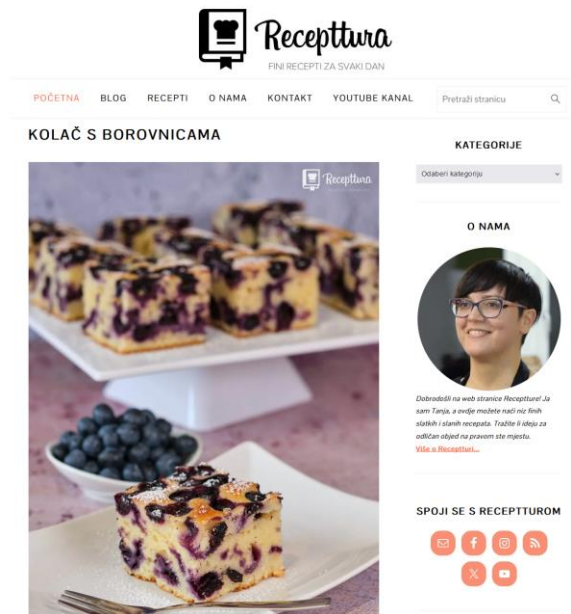 Recepttura
FINI RECEPTI ZA SVAKI DAN
POČETNA BLOG RECEPTI O NAMA KONTAKT YOUTUBE KANAL Pretraži stranicu
KOLAČ S BOROVNICAMA
Recepttura
KATEGORIJE
Odaberi kategoriju
O NAMA
Dobrodošli na web stranice Receptture! Ja
sam Tanja, a ovdje možete naći niz finih
slatkih i slanih recepata. Tražite li ideju za
odličan objed na pravom ste mjestu.
Više o Receptturi...
SPOJI SE S RECEPTTUROM